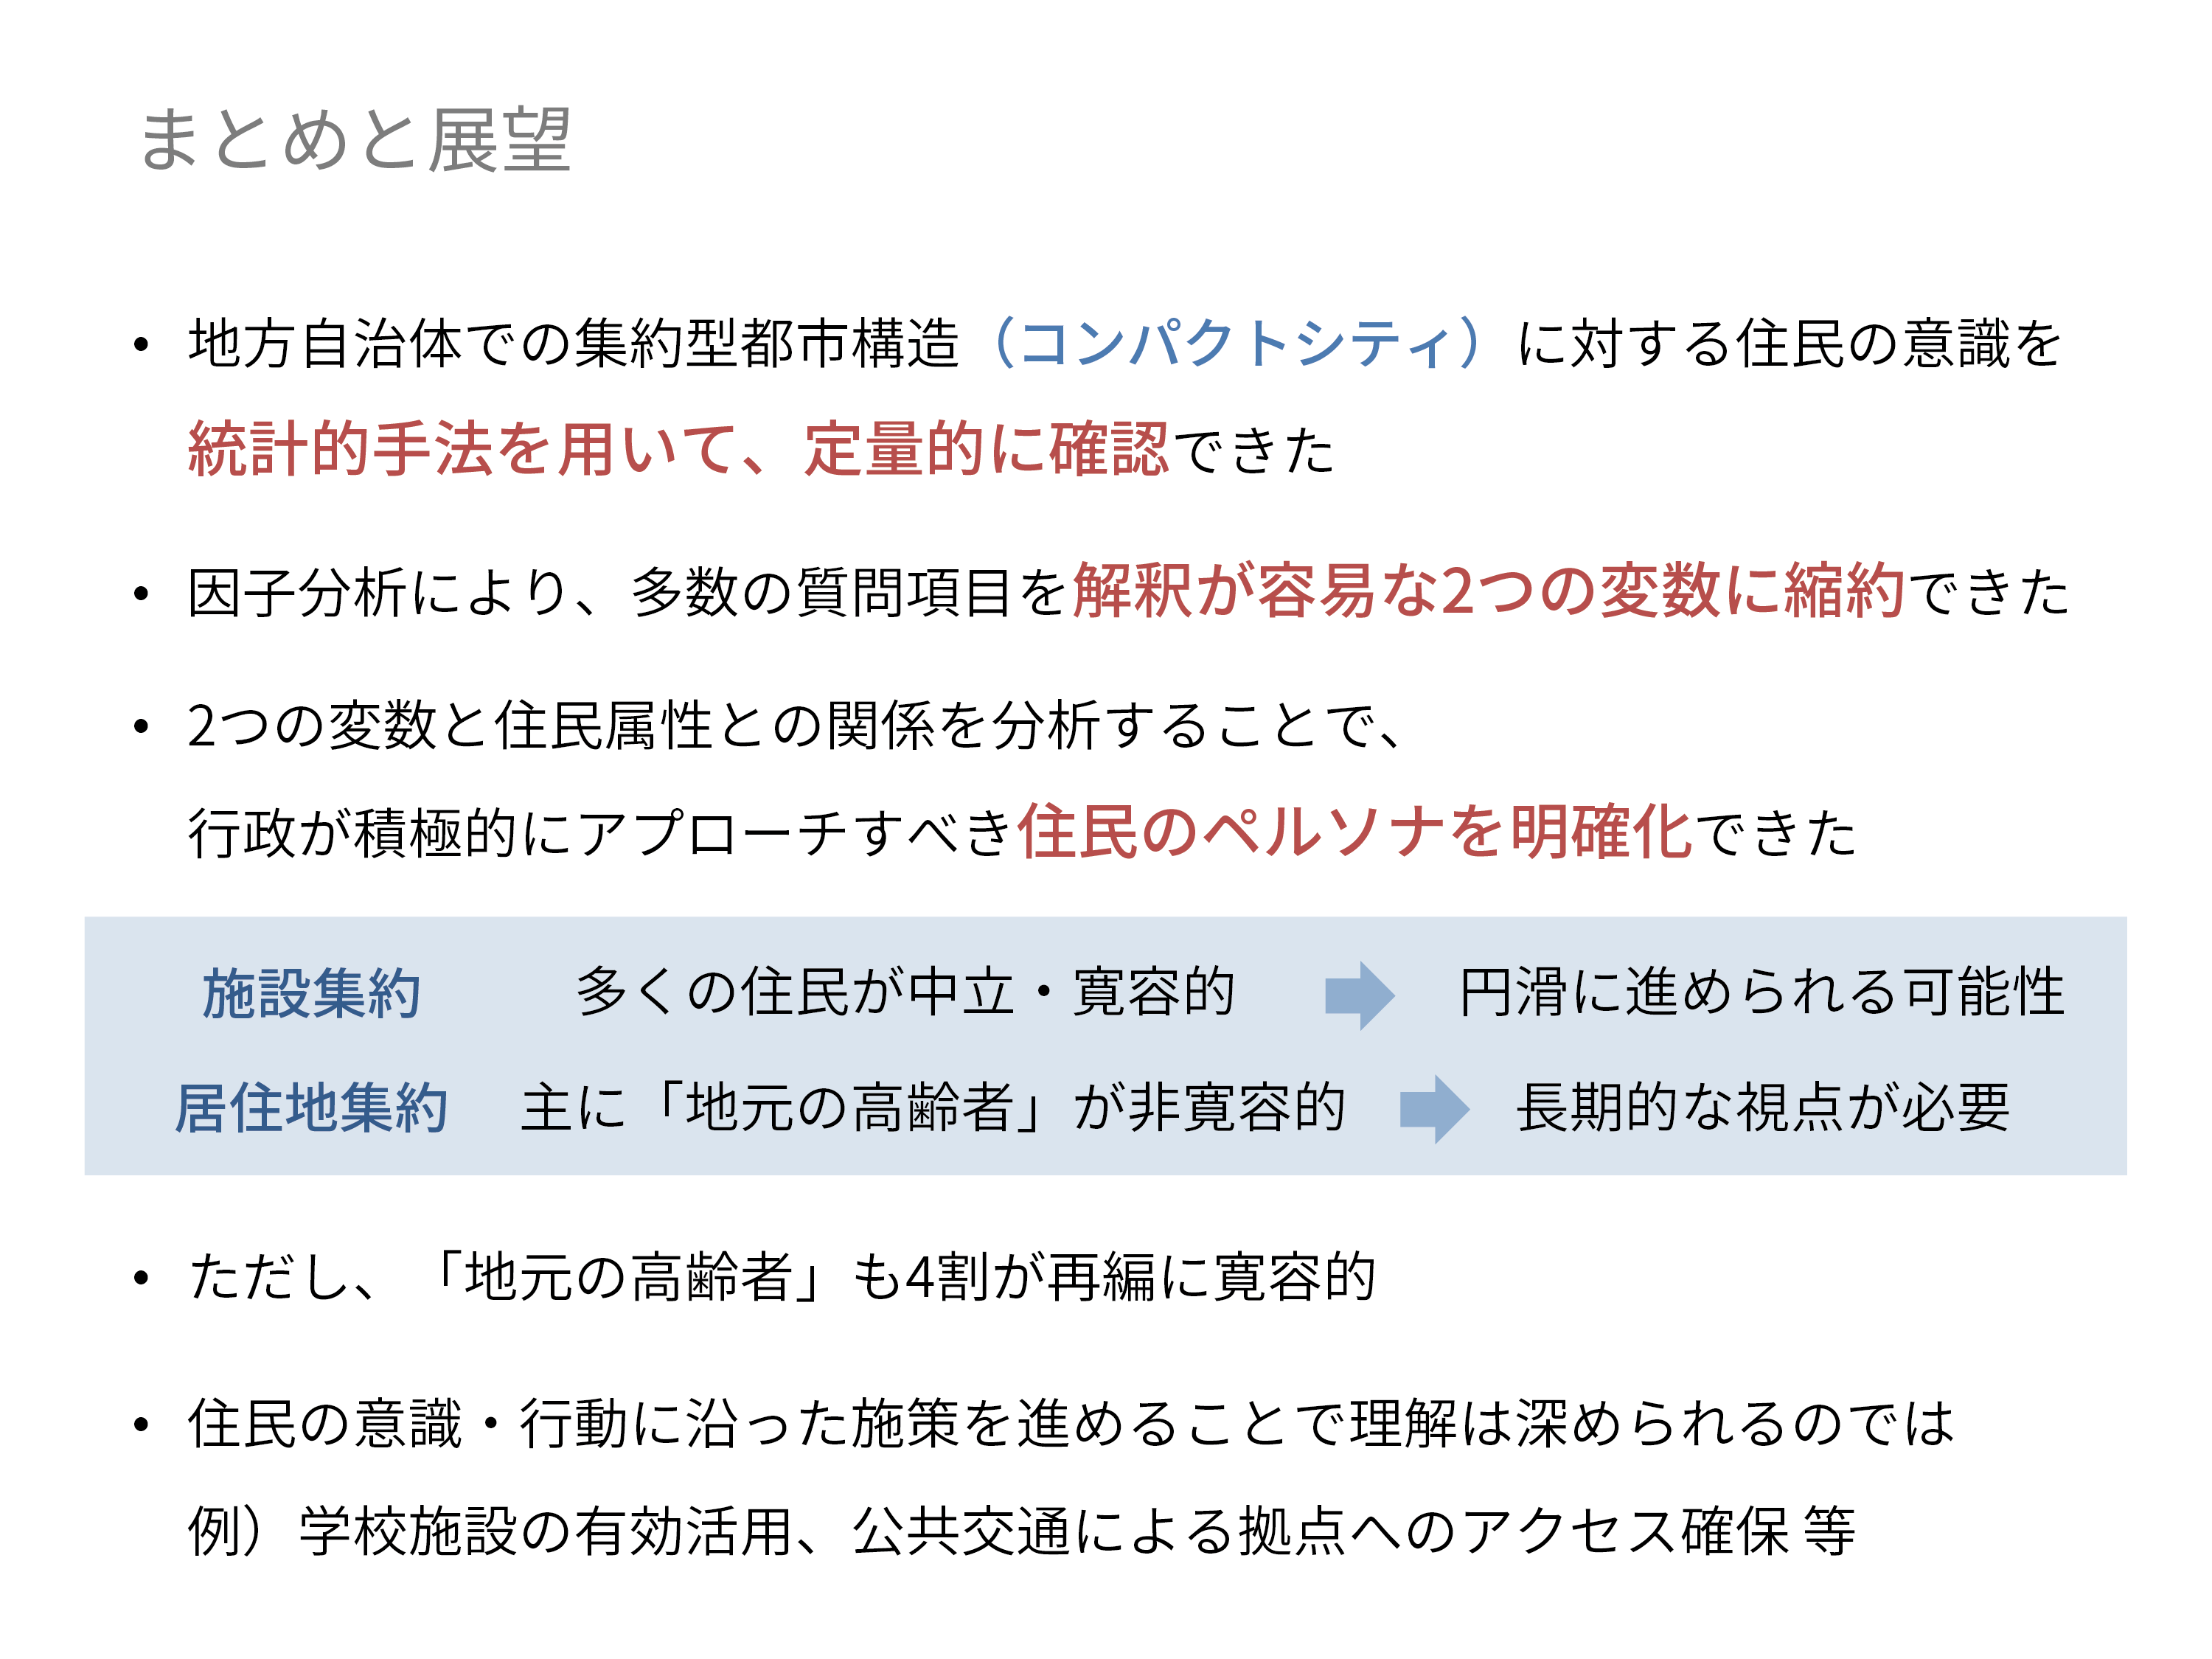 まとめと展望
• 地方自治体での集約型都市構造（コンパクトシティ）に対する住民の意識を
統計的手法を用いて、定量的に確認できた
• 因子分析により、多数の質問項目を解釈が容易な2つの変数に縮約できた
• 2つの変数と住民属性との関係を分析することで、
行政が積極的にアプローチすべき住民のペルソナを明確化できた
施設集約 多くの住民が中立・寛容的 円滑に進められる可能性
居住地集約 主に「地元の高齢者」が非寛容的 長期的な視点が必要
• ただし、「地元の高齢者」も4割が再編に寛容的
• 住民の意識・行動に沿った施策を進めることで理解は深められるのでは
例）学校施設の有効活用、公共交通による拠点へのアクセス確保 等